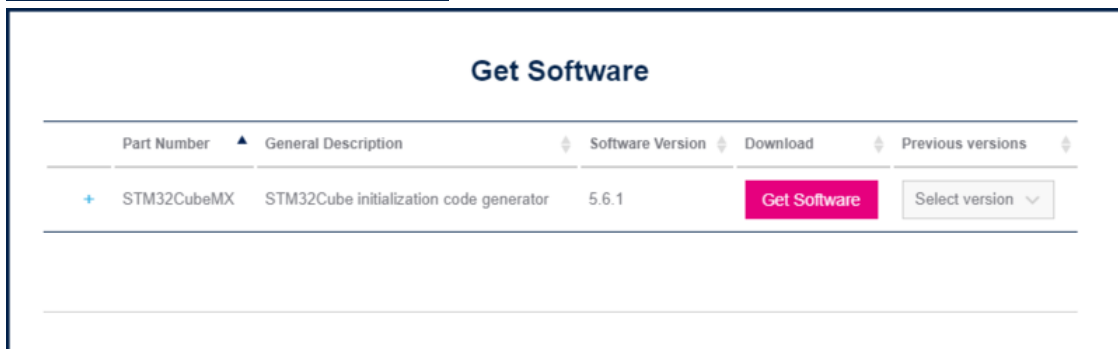 Get Software
Part Number General Description Software Version Download Previous versions
+ STM32CubeMX STM32Cube initialization code generator 5.6.1 Get Software Select version